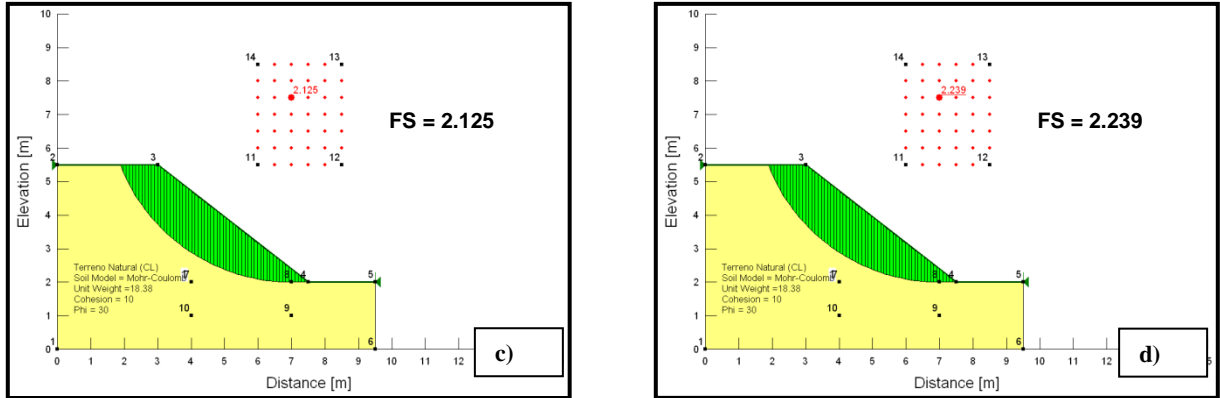 10
9
8
7
6
5
4
3
2
1
0
Elevation [m]
14
13
2.125
11
12
FS = 2.125
2
3
4
5
Terreno Natural (CL)
Soil Model = Mohr-Coulomb
Unit Weight =18.38
Cohesion = 10
Phi = 30
7
8
10
9
1
6
0 1 2 3 4 5 6 7 8 9 10 11 12
Distance [m]
c)
10
9
8
7
6
5
4
3
2
1
0
Elevation [m]
14
13
2.239
11
12
FS = 2.239
2
3
4
5
Terreno Natural (CL)
Soil Model = Mohr-Coulomb
Unit Weight =18.38
Cohesion = 10
Phi = 30
7
8
10
9
1
6
0 1 2 3 4 5 6 7 8 9 10 11 12
5
Distance [m]
d)